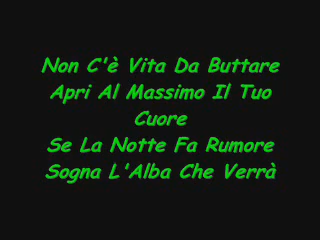 Non C'è Vita Da Buttare
Apri Al Massimo Il Tuo
Cuore
Se La Notte Fa Rumore
Sogna L'Alba Che Verrà